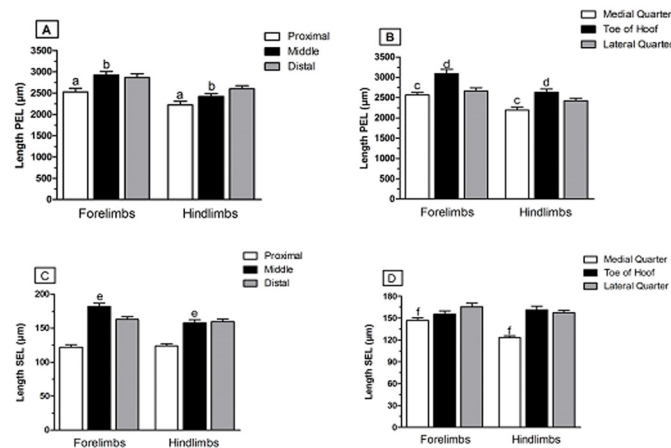 A
Proximal
Middle
Distal
Length PEL (µm)
3500
3000
2500
2000
1500
1000
500
0
a
b
a
b
Forelimbs
Hindlimbs
B
Medial Quarter
Toe of Hoof
Lateral Quarter
Length PEL (µm)
3500
3000
2500
2000
1500
1000
500
0
c
d
c
d
Forelimbs
Hindlimbs
C
Proximal
Middle
Distal
Length SEL (µm)
200
150
100
50
0
e
e
Forelimbs
Hindlimbs
D
Medial Quarter
Toe of Hoof
Lateral Quarter
Length SEL (µm)
180
150
120
90
60
30
0
f
f
Forelimbs
Hindlimbs